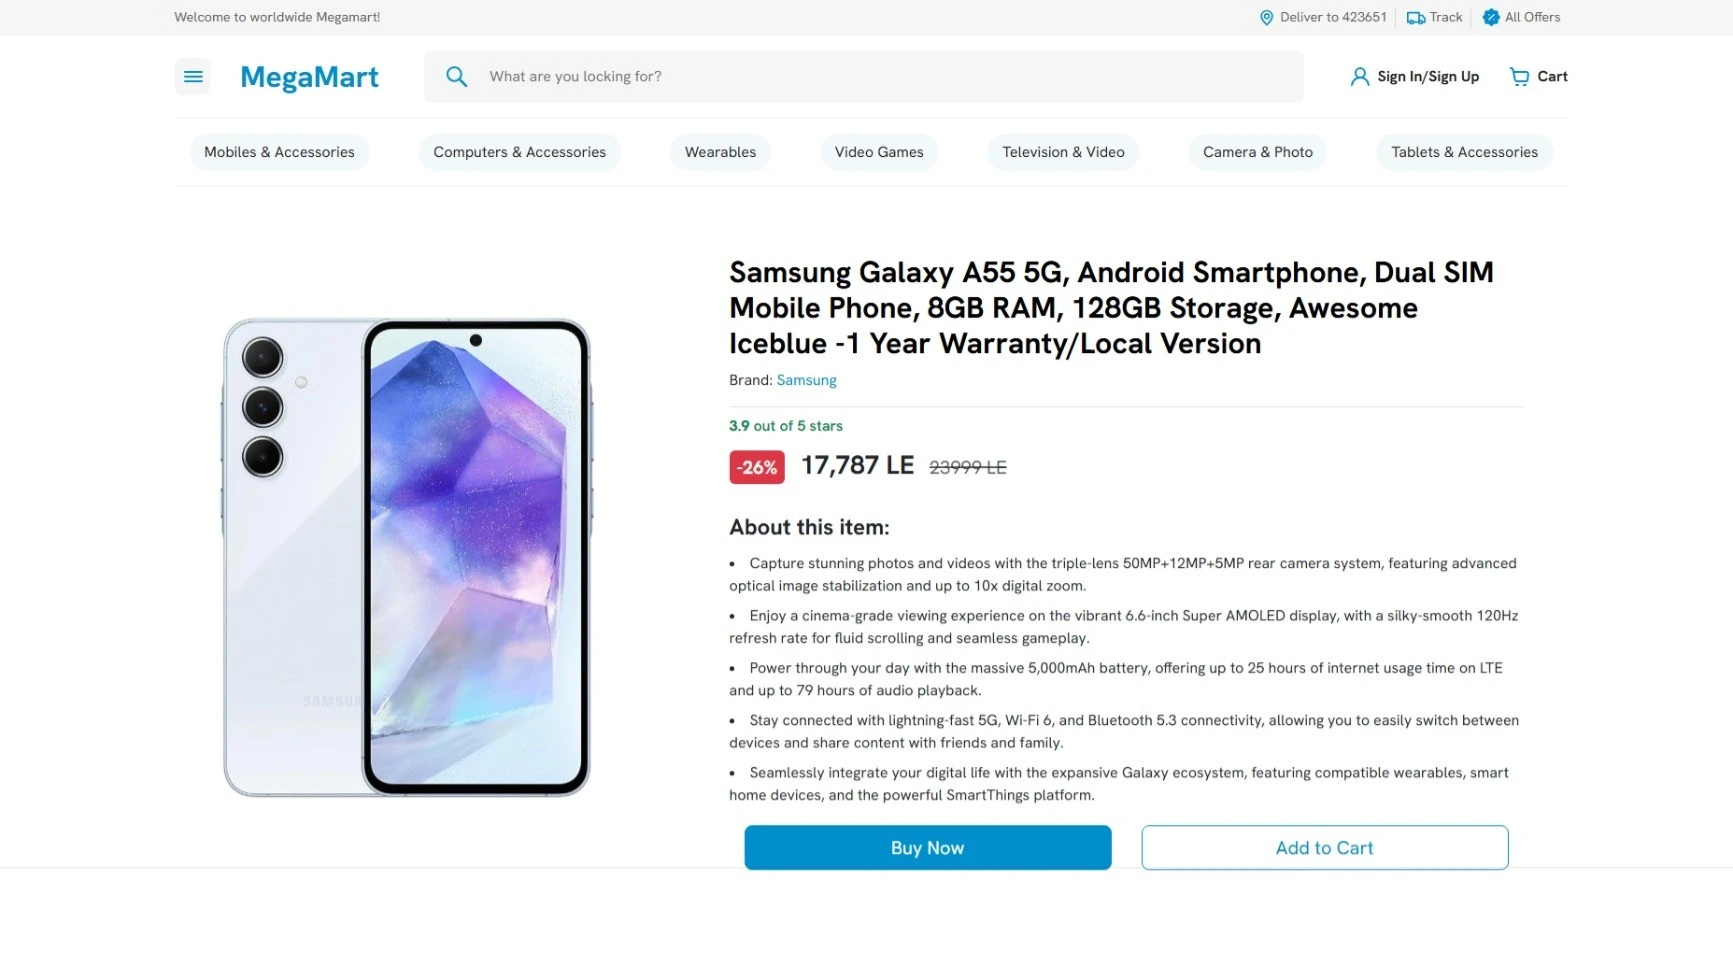 Welcome to worldwide Megamart!
Deliver to 423651
Track
All Offers
MegaMart
What are you locking for?
Sign In/Sign Up
Cart
Mobiles & Accessories
Computers & Accessories
Wearables
Video Games
Television & Video
Camera & Photo
Tablets & Accessories
Samsung Galaxy A55 5G, Android Smartphone, Dual SIM
Mobile Phone, 8GB RAM, 128GB Storage, Awesome
Iceblue -1 Year Warranty/Local Version
Brand: Samsung
3.9 out of 5 stars
-26% 17,787 LE 23999 LE
About this item:
• Capture stunning photos and videos with the triple-lens 50MP+12MP+5MP rear camera system, featuring advanced
optical image stabilization and up to 10x digital zoom.
• Enjoy a cinema-grade viewing experience on the vibrant 6.6-inch Super AMOLED display, with a silky-smooth 120Hz
refresh rate for fluid scrolling and seamless gameplay.
• Power through your day with the massive 5,000mAh battery, offering up to 25 hours of internet usage time on LTE
and up to 79 hours of audio playback.
• Stay connected with lightning-fast 5G, Wi-Fi 6, and Bluetooth 5.3 connectivity, allowing you to easily switch between
devices and share content with friends and family.
• Seamlessly integrate your digital life with the expansive Galaxy ecosystem, featuring compatible wearables, smart
home devices, and the powerful SmartThings platform.
SAMSUN
Buy Now
Add to Cart